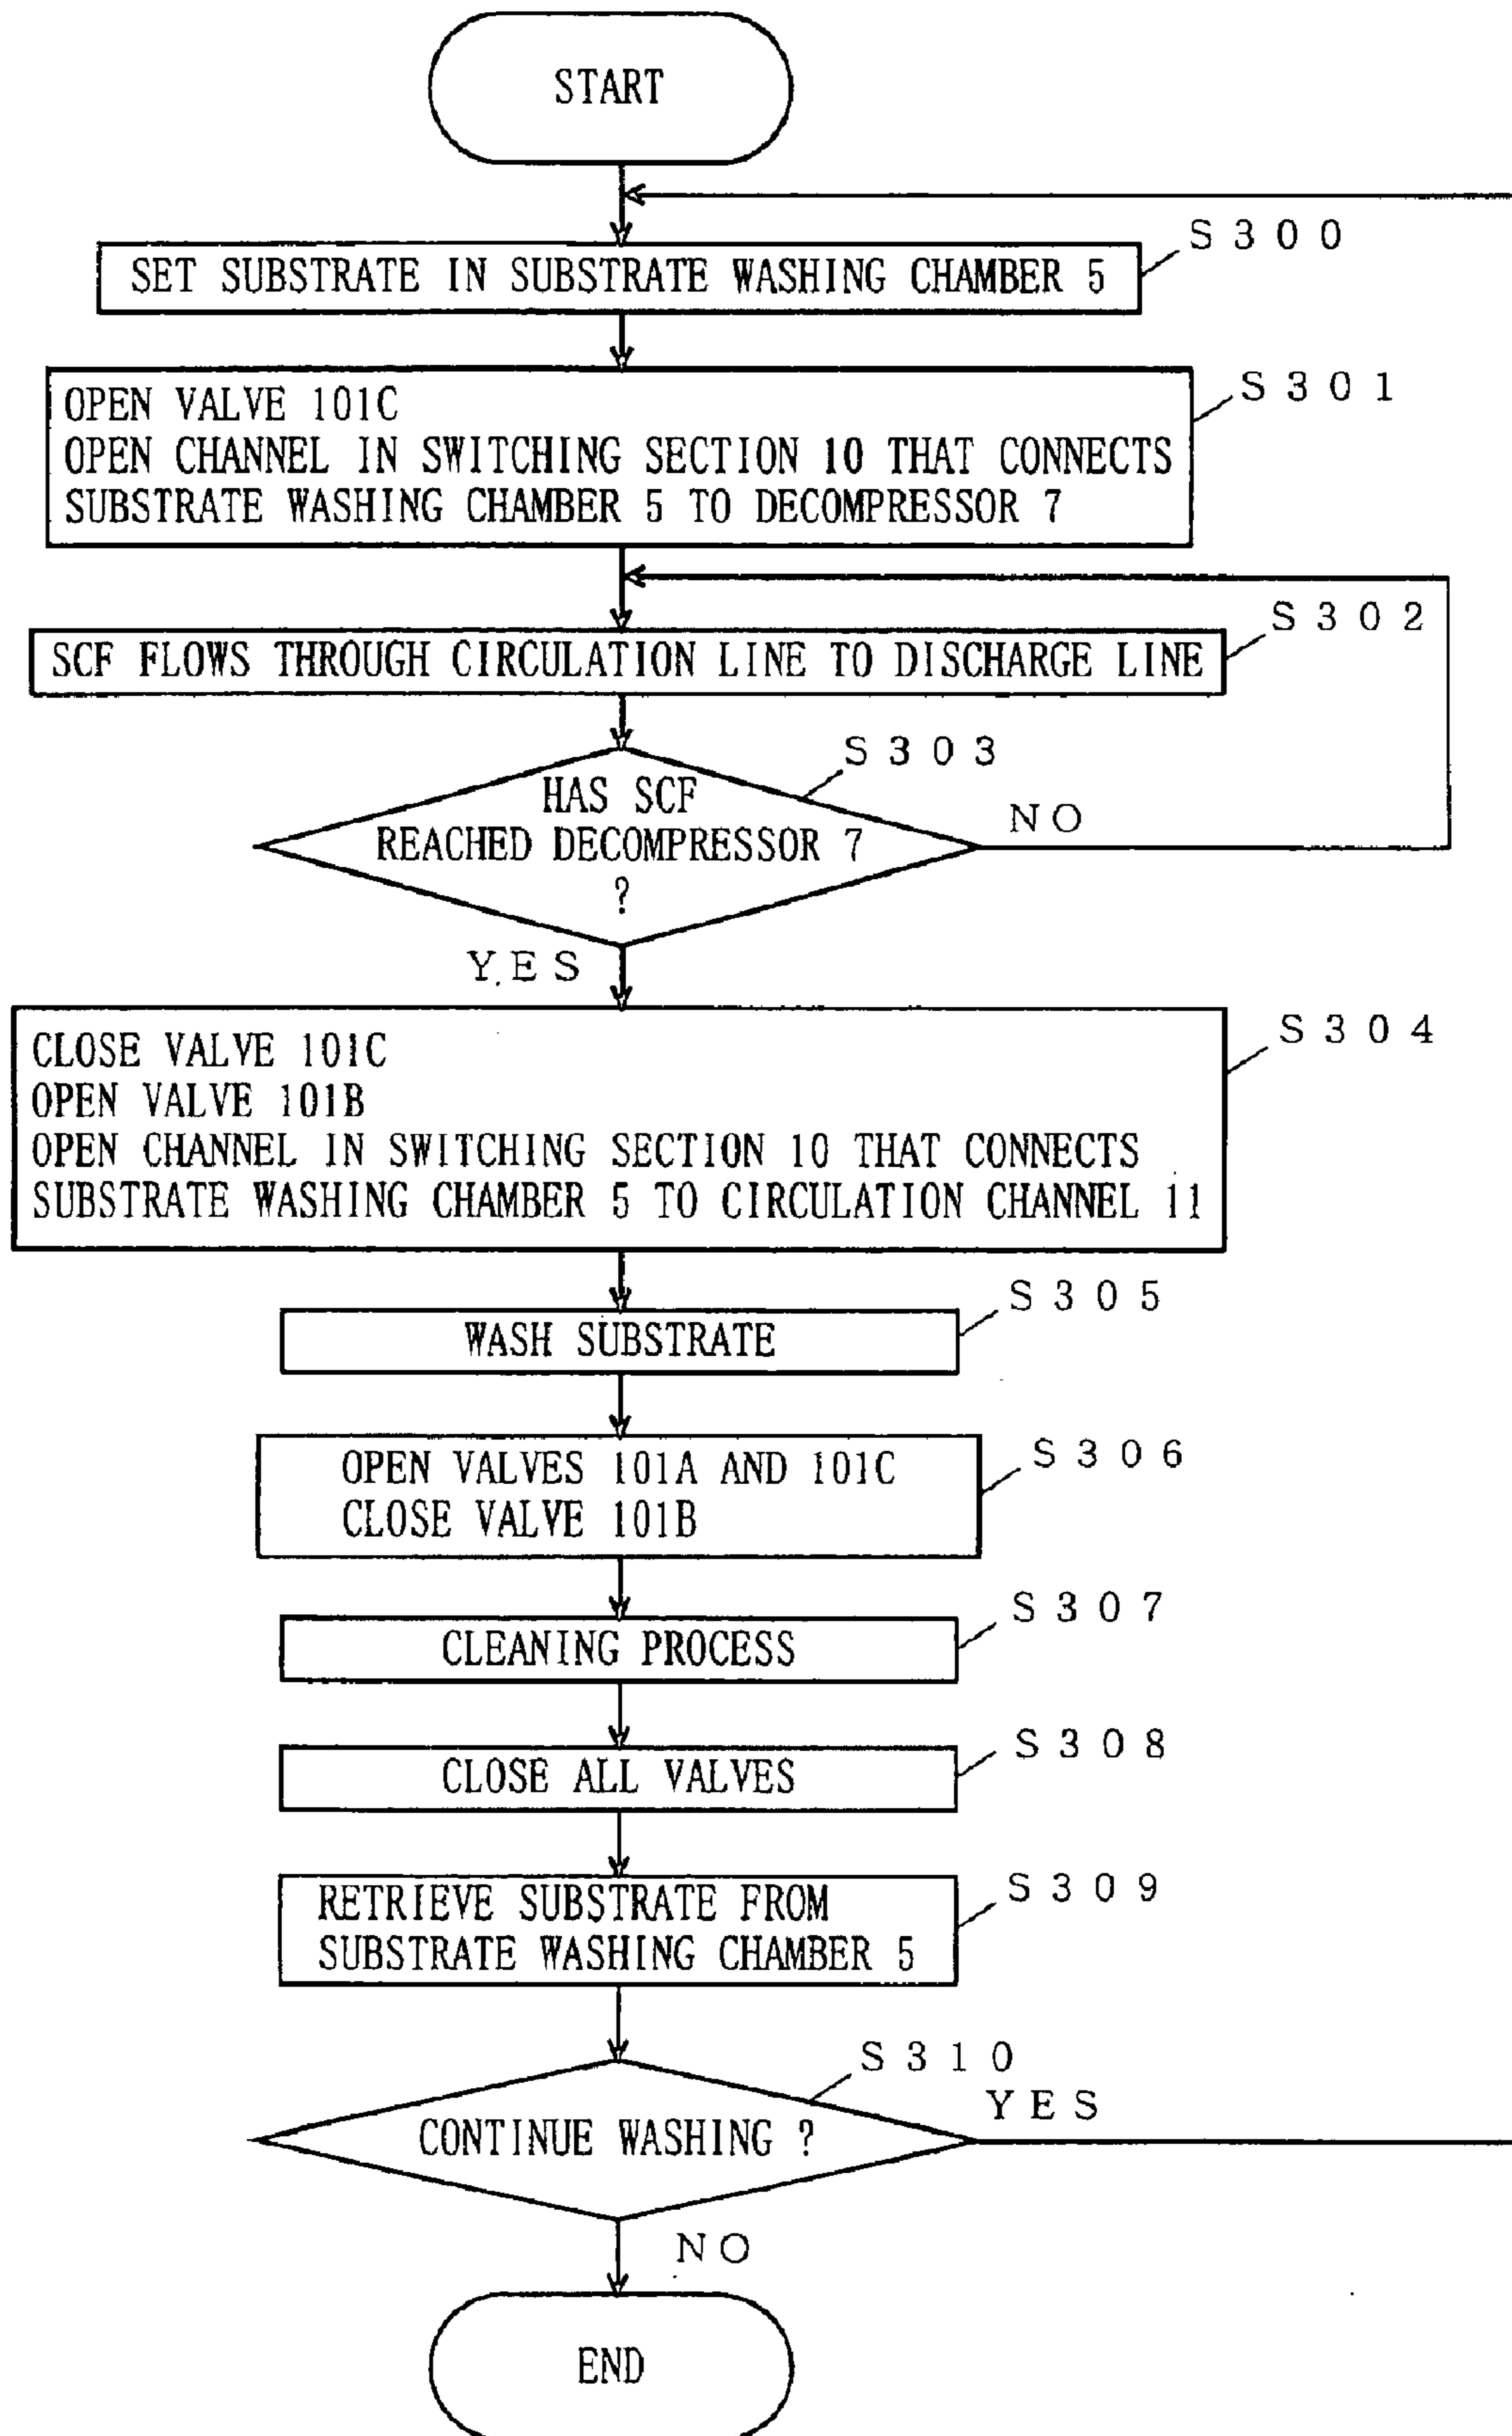 START
S300
SET SUBSTRATE IN SUBSTRATE WASHING CHAMBER 5
S301
OPEN VALVE 101C
OPEN CHANNEL IN SWITCHING SECTION 10 THAT CONNECTS
SUBSTRATE WASHING CHAMBER 5 TO DECOMPRESSOR 7
S302
SCF FLOWS THROUGH CIRCULATION LINE TO DISCHARGE LINE
S303
HAS SCF
REACHED DECOMPRESSOR 7
?
NO
YES
S304
CLOSE VALVE 101C
OPEN VALVE 101B
OPEN CHANNEL IN SWITCHING SECTION 10 THAT CONNECTS
SUBSTRATE WASHING CHAMBER 5 TO CIRCULATION CHANNEL 11
S305
WASH SUBSTRATE
S306
OPEN VALVES 101A AND 101C
CLOSE VALVE 101B
S307
CLEANING PROCESS
S308
CLOSE ALL VALVES
S309
RETRIEVE SUBSTRATE FROM
SUBSTRATE WASHING CHAMBER 5
S310
CONTINUE WASHING ?
YES
NO
END